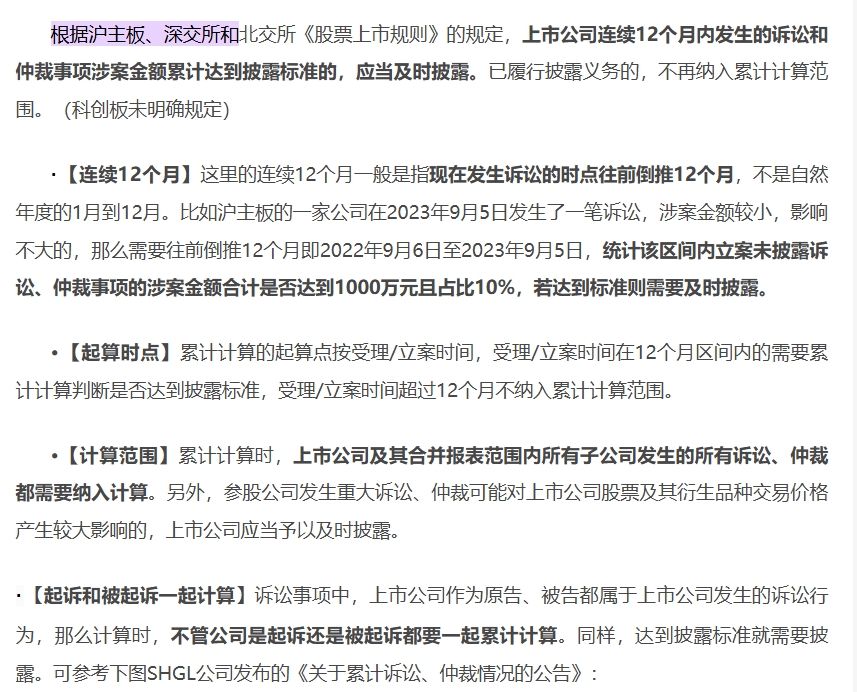 根据沪主板、深交所和北交所《股票上市规则》的规定，上市公司连续12个月内发生的诉讼和
仲裁事项涉案金额累计达到披露标准的，应当及时披露。已履行披露义务的，不再纳入累计计算范
围。（科创板未明确规定）
·【连续12个月】这里的连续12个月一般是指现在发生诉讼的时点往前倒推12个月，不是自然
年度的1月到12月。比如沪主板的一家公司在2023年9月5日发生了一笔诉讼，涉案金额较小，影响
不大的，那么需要往前倒推12个月即2022年9月6日至2023年9月5日，统计该区间内立案未披露诉
讼、仲裁事项的涉案金额合计是否达到1000万元且占比10%，若达到标准则需要及时披露。
•【起算时点】累计计算的起算点按受理/立案时间，受理/立案时间在12个月区间内的需要累
计计算判断是否达到披露标准，受理/立案时间超过12个月不纳入累计计算范围。
•【计算范围】累计计算时，上市公司及其合并报表范围内所有子公司发生的所有诉讼、仲裁
都需要纳入计算。另外，参股公司发生重大诉讼、仲裁可能对上市公司股票及其衍生品种交易价格
产生较大影响的，上市公司应当予以及时披露。
·【起诉和被起诉一起计算】诉讼事项中，上市公司作为原告、被告都属于上市公司发生的诉讼行
为，那么计算时，不管公司是起诉还是被起诉都要一起累计计算。同样，达到披露标准就需要披
露。可参考下图SHGL公司发布的《关于累计诉讼、仲裁情况的公告》：